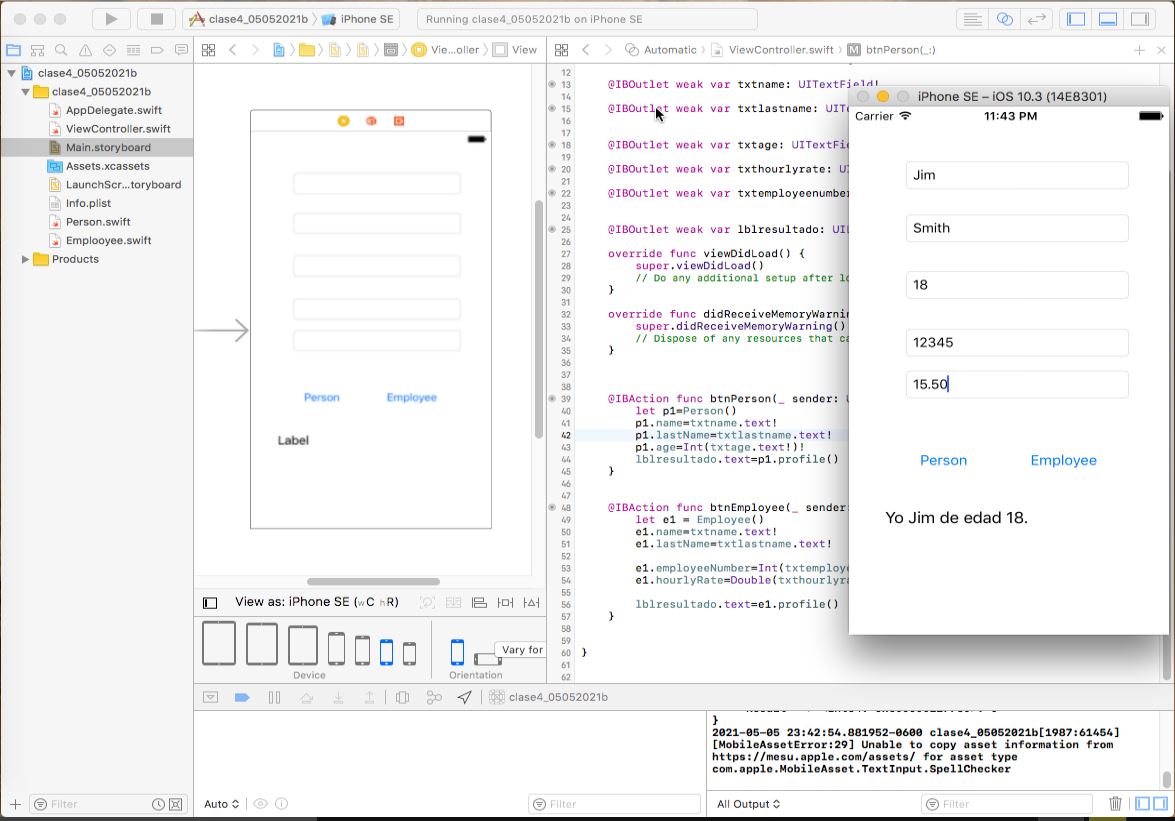 clase4_05052021b
iPhone SE
Running clase4_05052021b on iPhone SE
Vie...oller
View
Automatic
ViewController.swift
M
btnPerson(_:)
clase4_05052021b
clase4_05052021b
AppDelegate.swift
ViewController.swift
Main.storyboard
Assets.xcassets
LaunchScr...toryboard
Info.plist
Person.swift
Emplooyee.swift
Products
Filter
Person
Employee
Label
View as: iPhone SE (wC hR)
Device
Orientation
Vary for
12
13 @IBOutlet weak var txtname: UITextField!
14
15 @IBOutlet weak var txtlastname: UITe
16
17
18 @IBOutlet weak var txtage: UITextFie
19
20 @IBOutlet weak var txthourlyrate: U
21
22 @IBOutlet weak var txtemployeenumber
23
24
25 @IBOutlet weak var lblresultado: UIL
26
27 override func viewDidLoad() {
28 super.viewDidLoad()
29 // Do any additional setup after lo
30 }
31
32 override func didReceiveMemoryWarnin
33 super.didReceiveMemoryWarning()
34 // Dispose of any resources that ca
35 }
36
37
38
39 @IBAction func btnPerson(_ sender: U
40 let p1=Person()
41 p1.name=txtname.text!
42 p1.lastName=txtlastname.text!
43 p1.age=Int(txtage.text!)!
44 lblresultado.text=p1.profile()
45 }
46
47
48 @IBAction func btnEmployee(_ sender:
49 let e1 = Employee()
50 e1.name=txtname.text!
51 e1.lastName=txtlastname.text!
52
53 e1.employeeNumber=Int(txtemploye
54 e1.hourlyRate=Double(txthourlyra
55
56 lblresultado.text=e1.profile()
57 }
58
59
60 }
61
62
iPhone SE – iOS 10.3 (14E8301)
Carrier
11:43 PM
Jim
Smith
18
12345
15.50
Person
Employee
Yo Jim de edad 18.
clase4_05052021b
}
2021-05-05 23:42:54.881952-0600 clase4_05052021b[1987:61454]
[MobileAssetError:29] Unable to copy asset information from
https://mesu.apple.com/assets/ for asset type
com.apple.MobileAsset.TextInput.SpellChecker
Auto
Filter
All Output
Filter